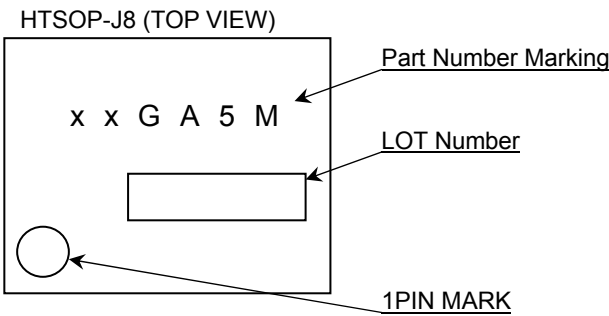 HTSOP-J8 (TOP VIEW)
Part Number Marking
x x G A 5 M
LOT Number
1PIN MARK